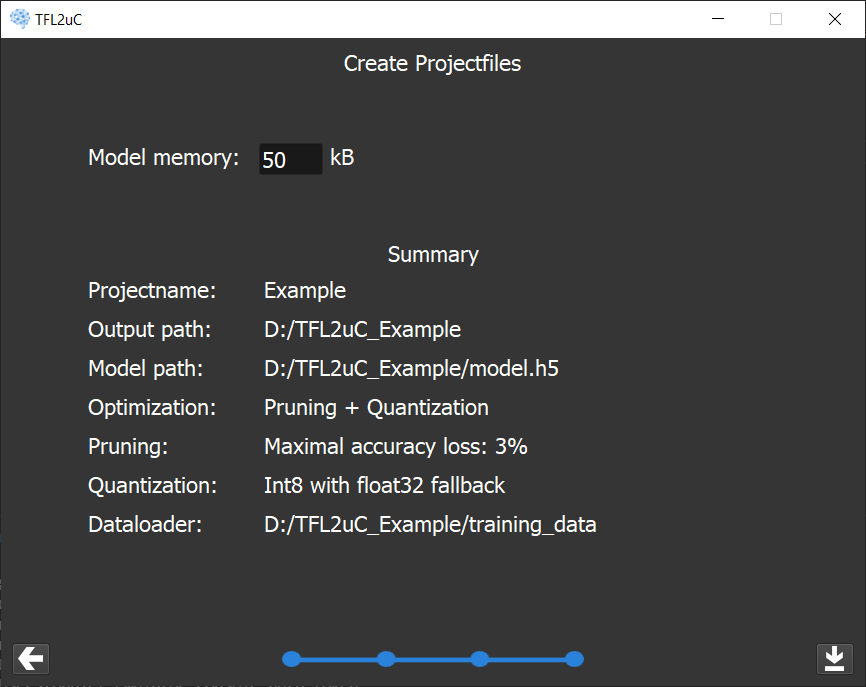 TFL2uC
Create Projectfiles
Model memory: 50 kB
Summary
Projectname: Example
Output path: D:/TFL2uC_Example
Model path: D:/TFL2uC_Example/model.h5
Optimization: Pruning + Quantization
Pruning: Maximal accuracy loss: 3%
Quantization: Int8 with float32 fallback
Dataloader: D:/TFL2uC_Example/training_data